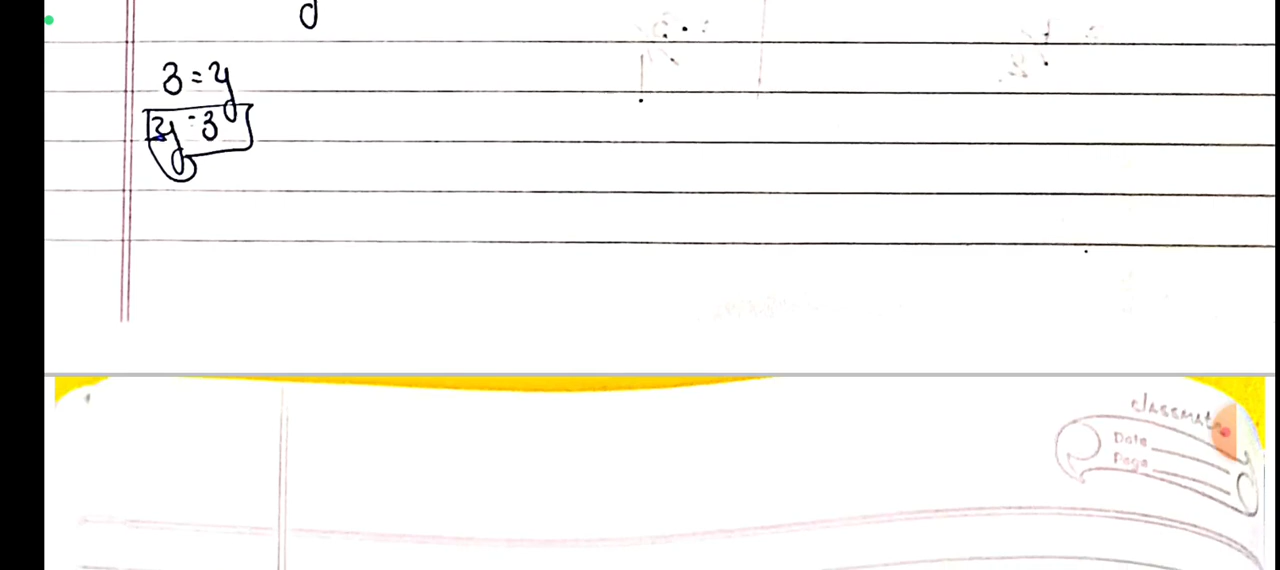 3 = y
y = 3
classmate
Date
Page